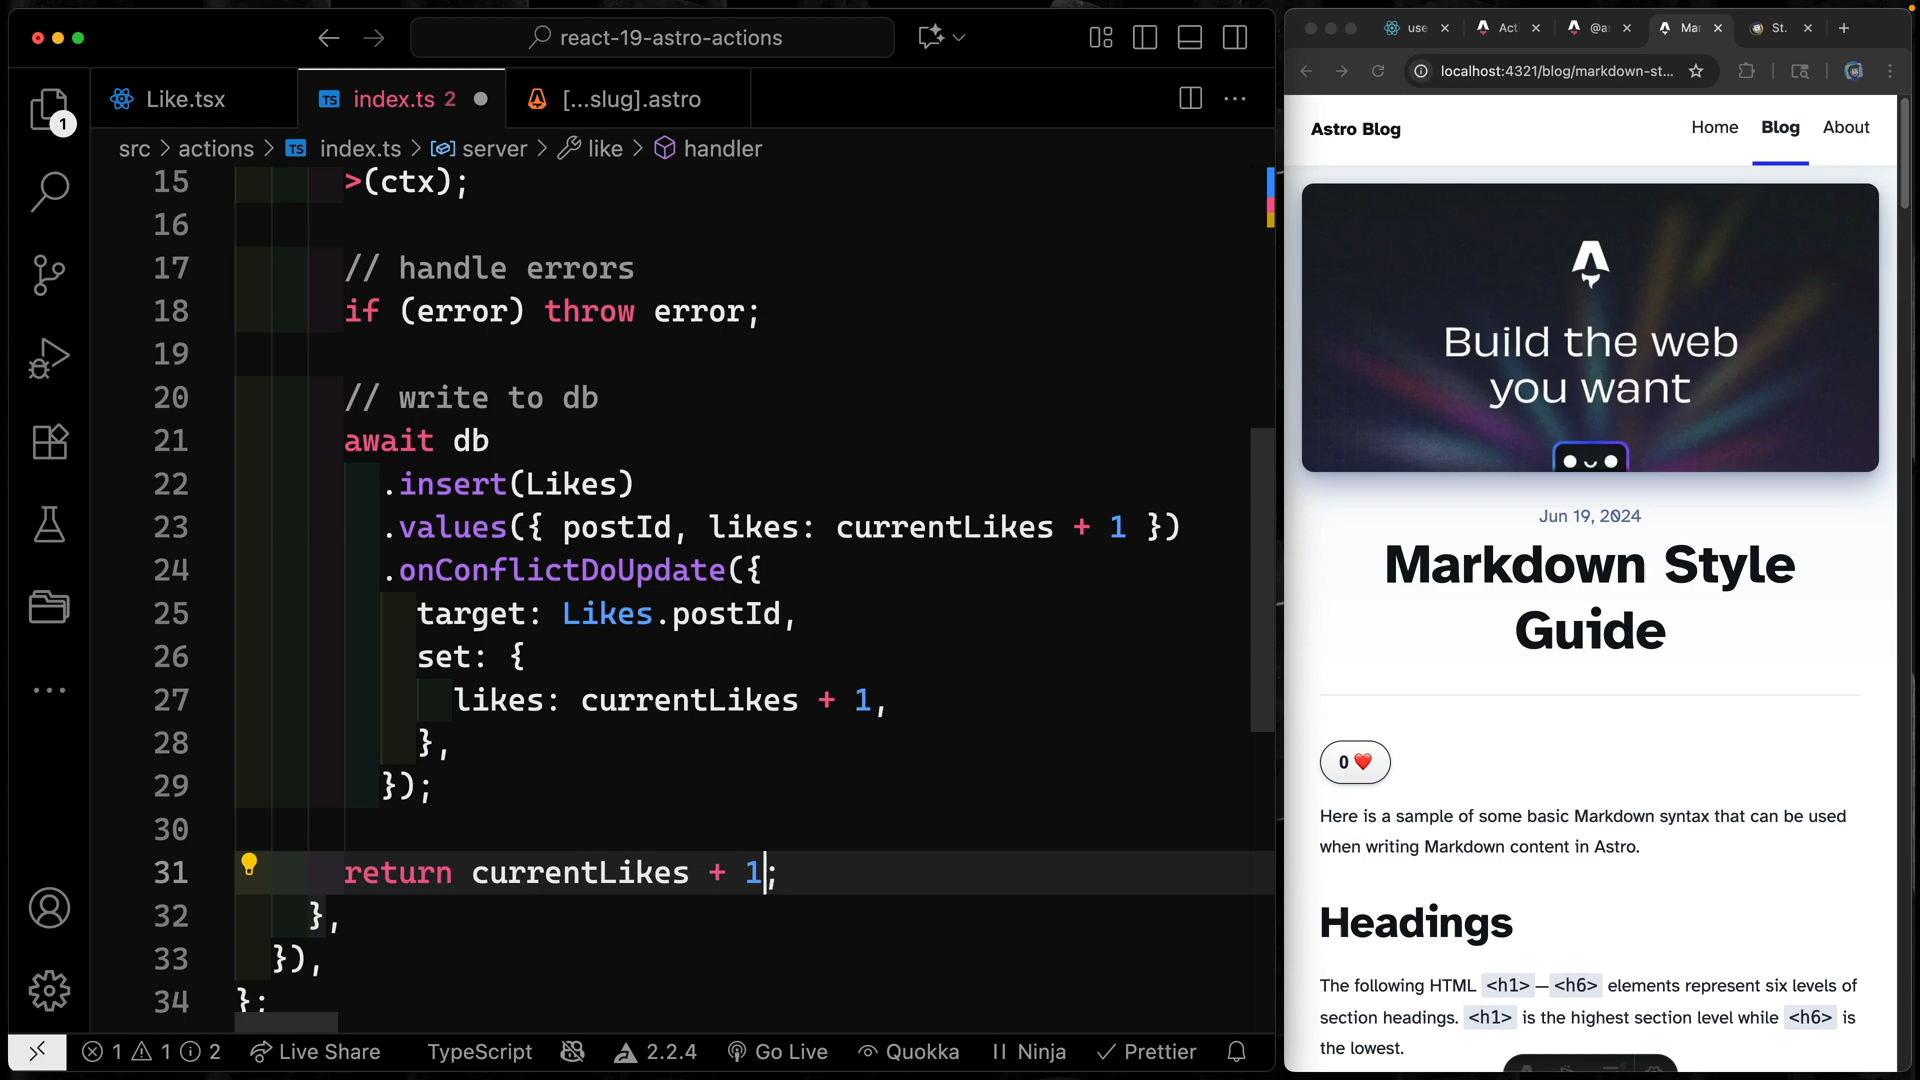 react-19-astro-actions
Like.tsx
index.ts 2
[...slug].astro
src > actions > TS index.ts > server > like > handler
1
15 >(ctx);
16
17 // handle errors
18 if (error) throw error;
19
20 // write to db
21 await db
22 .insert(Likes)
23 .values({ postId, likes: currentLikes + 1 })
24 .onConflictDoUpdate({
25 target: Likes.postId,
26 set: {
27 likes: currentLikes + 1,
28 },
29 });
30
31 return currentLikes + 1;
32 },
33 }),
34 };
1 1 2 Live Share TypeScript 2.2.4 Go Live Quokka Ninja Prettier
use Act @a Mar St.
localhost:4321/blog/markdown-st...
Astro Blog
Home Blog About
Build the web
you want
Jun 19, 2024
Markdown Style
Guide
0 ❤️
Here is a sample of some basic Markdown syntax that can be used
when writing Markdown content in Astro.
Headings
The following HTML <h1>—<h6> elements represent six levels of
section headings. <h1> is the highest section level while <h6> is
the lowest.